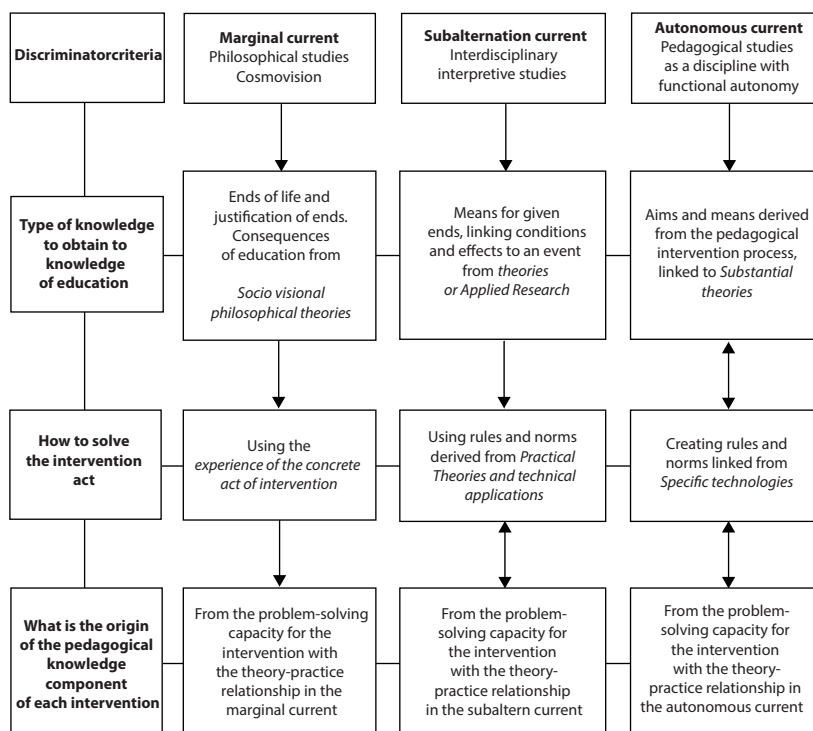 Discriminatorcriteria
Marginal current
Philosophical studies
Cosmovision
Subalternation current
Interdisciplinary
interpretive studies
Autonomous current
Pedagogical studies
as a discipline with
functional autonomy
Type of knowledge
to obtain to
knowledge
of education
Ends of life and
justification of ends.
Consequences
of education from
Socio visional
philosophical theories
Means for given
ends, linking conditions
and effects to an event
from theories
or Applied Research
Aims and means derived
from the pedagogical
intervention process,
linked to Substantial
theories
How to solve
the intervention
act
Using the
experience of the concrete
act of intervention
Using rules and norms
derived from Practical
Theories and technical
applications
Creating rules and
norms linked from
Specific technologies
What is the origin
of the pedagogical
knowledge
component
of each intervention
From the problem-solving
capacity for the
intervention with
the theory-practice
relationship in the
marginal current
From the problem-
solving capacity for
the intervention
with the theory-
practice relationship
in the subaltern current
From the problem-
solving capacity for
the intervention
with the theory-
practice relationship in
the autonomous current